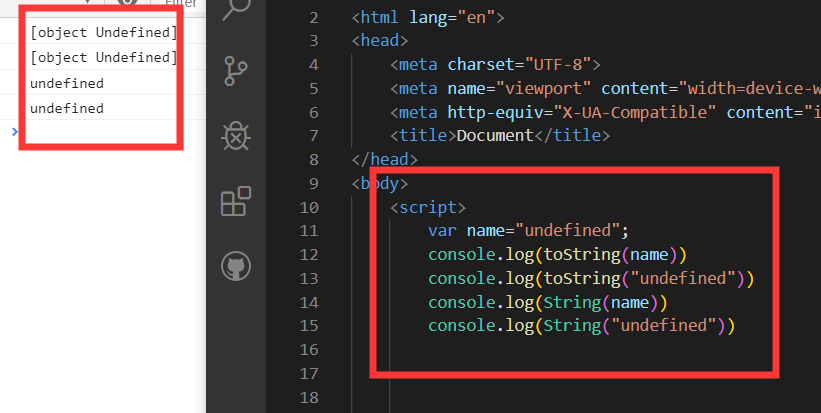 Filter
[object Undefined]
[object Undefined]
undefined
undefined
>
2 <html lang="en">
3 <head>
4 <meta charset="UTF-8">
5 <meta name="viewport" content="width=device-w
6 <meta http-equiv="X-UA-Compatible" content="i
7 <title>Document</title>
8 </head>
9 <body>
10 <script>
11 var name="undefined";
12 console.log(toString(name))
13 console.log(toString("undefined"))
14 console.log(String(name))
15 console.log(String("undefined"))
16
17
18